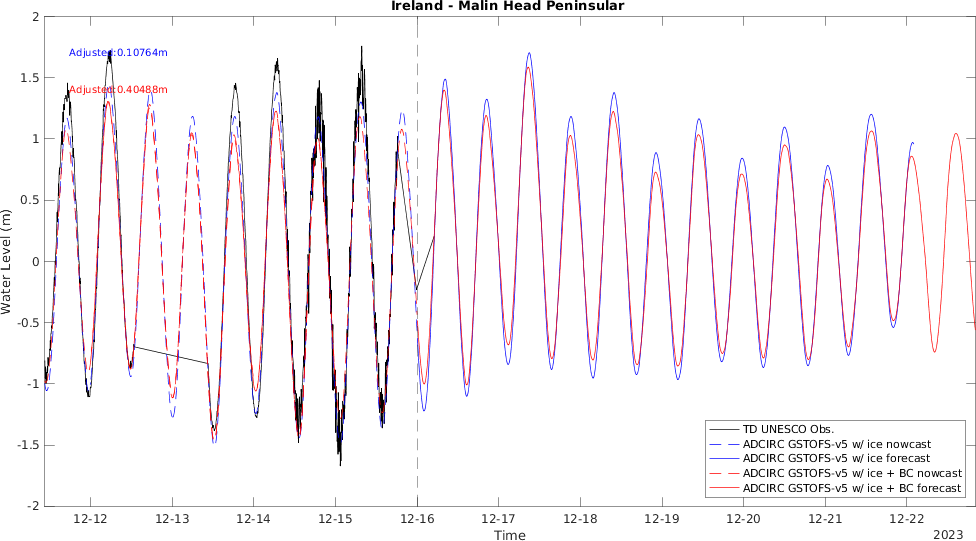 Ireland - Malin Head Peninsular
Adjusted:0.10764m
Adjusted:0.40488m
Water Level (m)
2
1.5
1
0.5
0
-0.5
-1
-1.5
-2
12-12
12-13
12-14
12-15
12-16
12-17
12-18
12-19
12-20
12-21
12-22
Time
2023
TD UNESCO Obs.
ADCIRC GSTOFS-v5 w/ ice nowcast
ADCIRC GSTOFS-v5 w/ ice forecast
ADCIRC GSTOFS-v5 w/ ice + BC nowcast
ADCIRC GSTOFS-v5 w/ ice + BC forecast